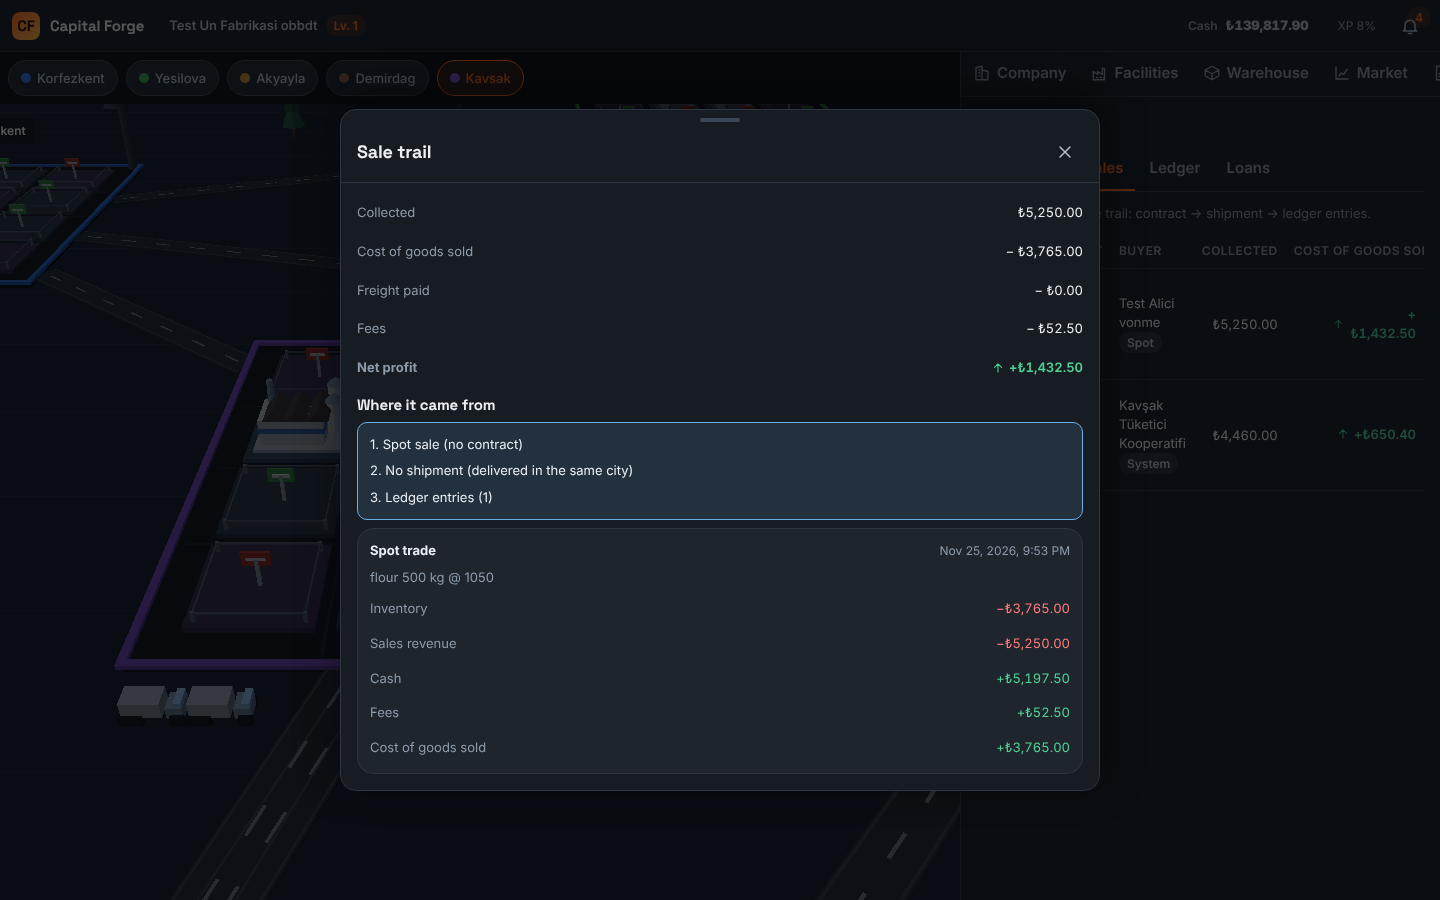 CF Capital Forge Test Un Fabrikasi obbdt Lv. 1 Cash ₺139,817.90 XP 8% 4
Korfezkent Yesilova Akyayla Demirdag Kavsak Company Facilities Warehouse Market
kent
Sale trail
Collected ₺5,250.00
Cost of goods sold − ₺3,765.00
Freight paid − ₺0.00
Fees − ₺52.50
Net profit ↑ +₺1,432.50
Where it came from
1. Spot sale (no contract)
2. No shipment (delivered in the same city)
3. Ledger entries (1)
Spot trade Nov 25, 2026, 9:53 PM
flour 500 kg @ 1050
Inventory −₺3,765.00
Sales revenue −₺5,250.00
Cash +₺5,197.50
Fees +₺52.50
Cost of goods sold +₺3,765.00
les Ledger Loans
trail: contract → shipment → ledger entries.
BUYER COLLECTED COST OF GOODS SOL
Test Alici
vonme
Spot
₺5,250.00
↑ +
₺1,432.50
Kavşak
Tüketici
Kooperatifi
System
₺4,460.00
↑ +₺650.40